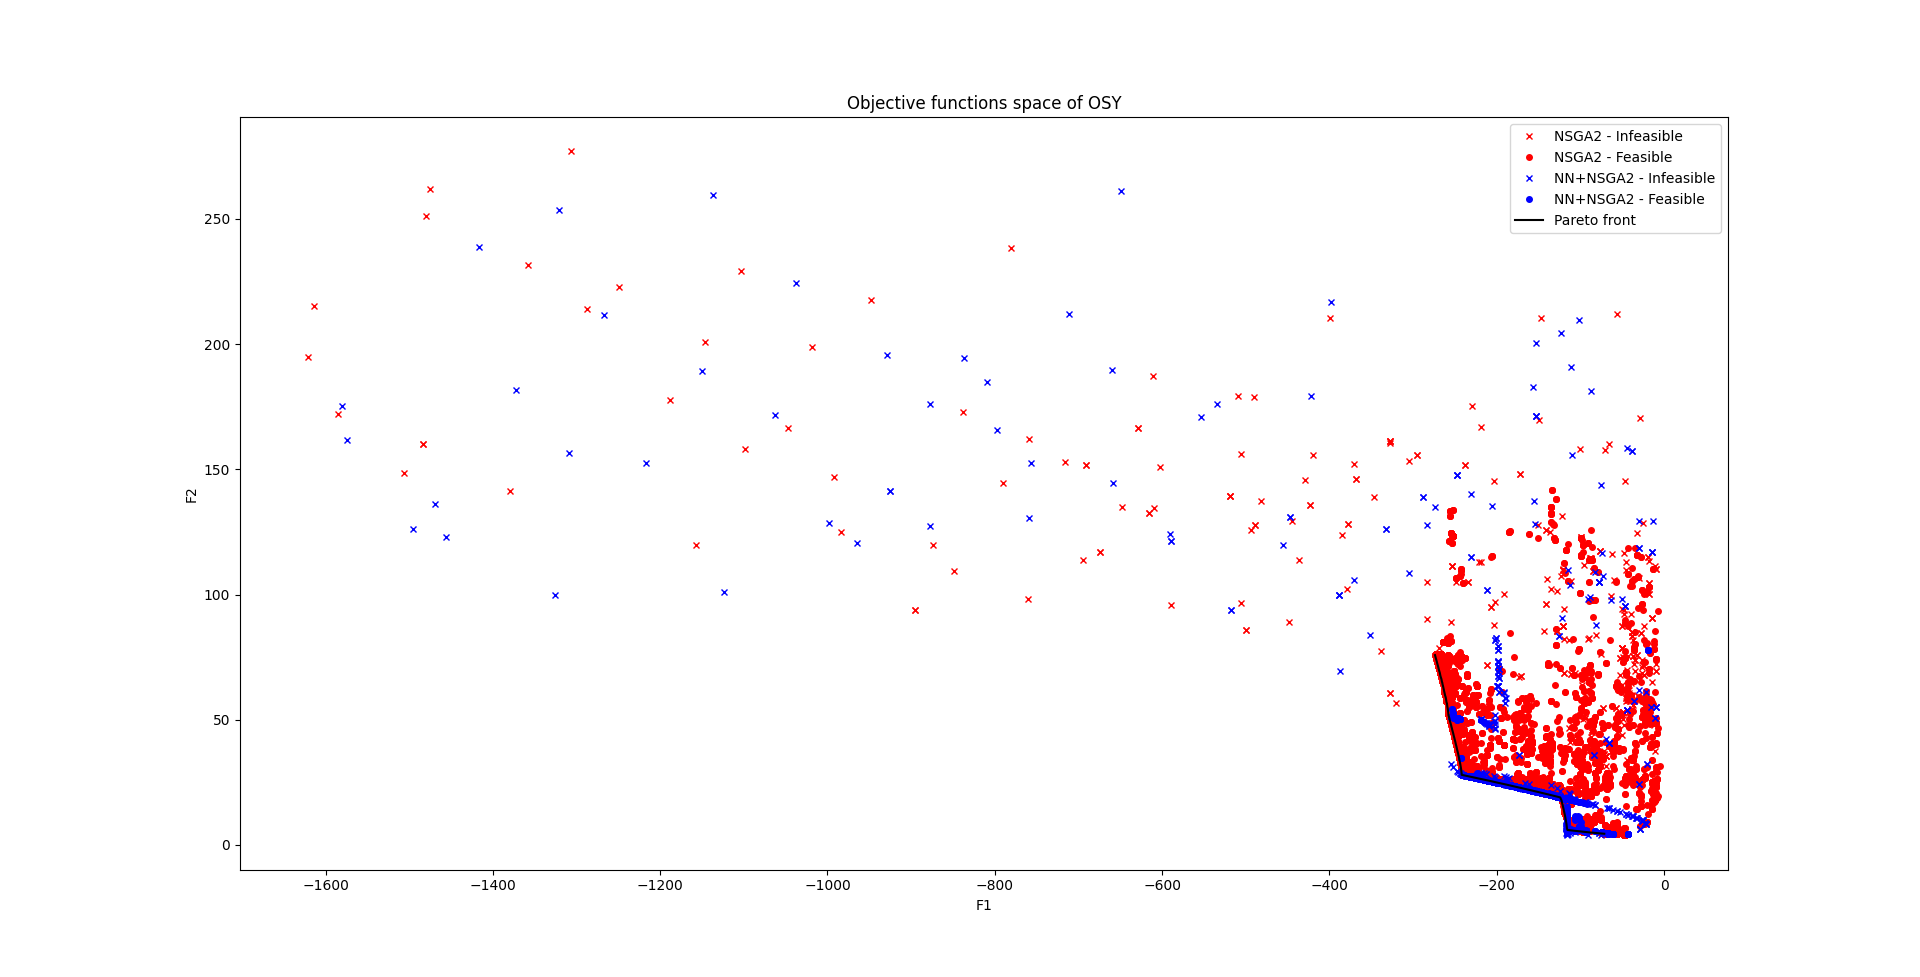 Objective functions space of OSY
NSGA2 - Infeasible
NSGA2 - Feasible
NN+NSGA2 - Infeasible
NN+NSGA2 - Feasible
Pareto front
250
200
150
100
50
0
F2
−1600 −1400 −1200 −1000 −800 −600 −400 −200 0
F1